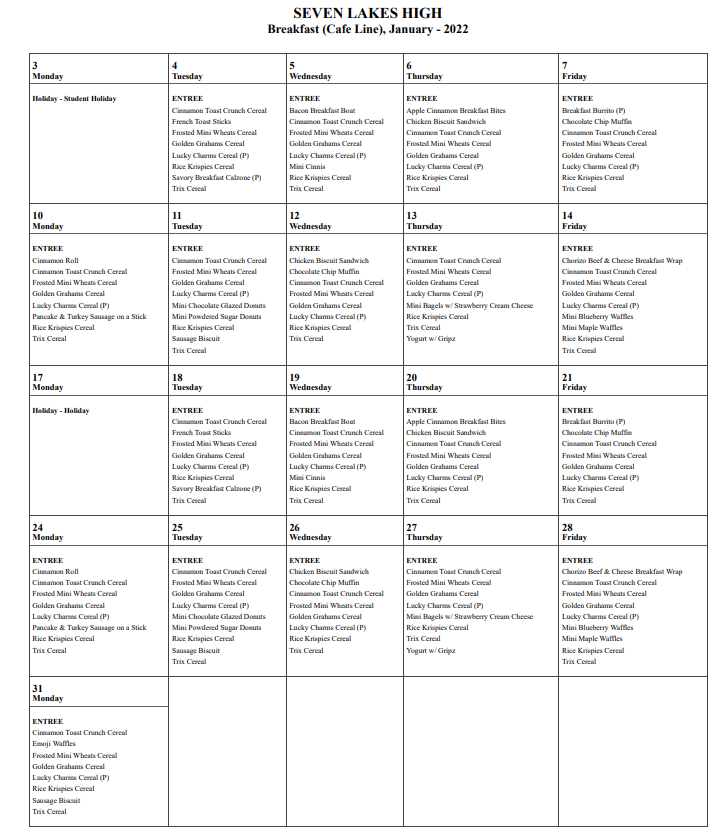 SEVEN LAKES HIGH
Breakfast (Cafe Line), January - 2022
3
Monday
Holiday - Student Holiday
4
Tuesday
ENTREE
Cinnamon Toast Crunch Cereal
French Toast Sticks
Frosted Mini Wheats Cereal
Golden Grahams Cereal
Lucky Charms Cereal (P)
Rice Krispies Cereal
Savory Breakfast Calzone (P)
Trix Cereal
5
Wednesday
ENTREE
Bacon Breakfast Boat
Cinnamon Toast Crunch Cereal
Frosted Mini Wheats Cereal
Golden Grahams Cereal
Lucky Charms Cereal (P)
Mini Cinnis
Rice Krispies Cereal
Trix Cereal
6
Thursday
ENTREE
Apple Cinnamon Breakfast Bites
Chicken Biscuit Sandwich
Cinnamon Toast Crunch Cereal
Frosted Mini Wheats Cereal
Golden Grahams Cereal
Lucky Charms Cereal (P)
Rice Krispies Cereal
Trix Cereal
7
Friday
ENTREE
Breakfast Burrito (P)
Chocolate Chip Muffin
Cinnamon Toast Crunch Cereal
Frosted Mini Wheats Cereal
Golden Grahams Cereal
Lucky Charms Cereal (P)
Rice Krispies Cereal
Trix Cereal
10
Monday
ENTREE
Cinnamon Roll
Cinnamon Toast Crunch Cereal
Frosted Mini Wheats Cereal
Golden Grahams Cereal
Lucky Charms Cereal (P)
Pancake & Turkey Sausage on a Stick
Rice Krispies Cereal
Trix Cereal
11
Tuesday
ENTREE
Cinnamon Toast Crunch Cereal
Frosted Mini Wheats Cereal
Golden Grahams Cereal
Lucky Charms Cereal (P)
Mini Chocolate Glazed Donuts
Mini Powdered Sugar Donuts
Rice Krispies Cereal
Sausage Biscuit
Trix Cereal
12
Wednesday
ENTREE
Chicken Biscuit Sandwich
Chocolate Chip Muffin
Cinnamon Toast Crunch Cereal
Frosted Mini Wheats Cereal
Golden Grahams Cereal
Lucky Charms Cereal (P)
Rice Krispies Cereal
Trix Cereal
13
Thursday
ENTREE
Cinnamon Toast Crunch Cereal
Frosted Mini Wheats Cereal
Golden Grahams Cereal
Lucky Charms Cereal (P)
Mini Bagels w/ Strawberry Cream Cheese
Rice Krispies Cereal
Trix Cereal
Yogurt w/ Gripz
14
Friday
ENTREE
Chorizo Beef & Cheese Breakfast Wrap
Cinnamon Toast Crunch Cereal
Frosted Mini Wheats Cereal
Golden Grahams Cereal
Lucky Charms Cereal (P)
Mini Blueberry Waffles
Mini Maple Waffles
Rice Krispies Cereal
Trix Cereal
17
Monday
Holiday - Holiday
18
Tuesday
ENTREE
Cinnamon Toast Crunch Cereal
French Toast Sticks
Frosted Mini Wheats Cereal
Golden Grahams Cereal
Lucky Charms Cereal (P)
Rice Krispies Cereal
Savory Breakfast Calzone (P)
Trix Cereal
19
Wednesday
ENTREE
Bacon Breakfast Boat
Cinnamon Toast Crunch Cereal
Frosted Mini Wheats Cereal
Golden Grahams Cereal
Lucky Charms Cereal (P)
Mini Cinnis
Rice Krispies Cereal
Trix Cereal
20
Thursday
ENTREE
Apple Cinnamon Breakfast Bites
Chicken Biscuit Sandwich
Cinnamon Toast Crunch Cereal
Frosted Mini Wheats Cereal
Golden Grahams Cereal
Lucky Charms Cereal (P)
Rice Krispies Cereal
Trix Cereal
21
Friday
ENTREE
Breakfast Burrito (P)
Chocolate Chip Muffin
Cinnamon Toast Crunch Cereal
Frosted Mini Wheats Cereal
Golden Grahams Cereal
Lucky Charms Cereal (P)
Rice Krispies Cereal
Trix Cereal
24
Monday
ENTREE
Cinnamon Roll
Cinnamon Toast Crunch Cereal
Frosted Mini Wheats Cereal
Golden Grahams Cereal
Lucky Charms Cereal (P)
Pancake & Turkey Sausage on a Stick
Rice Krispies Cereal
Trix Cereal
25
Tuesday
ENTREE
Cinnamon Toast Crunch Cereal
Frosted Mini Wheats Cereal
Golden Grahams Cereal
Lucky Charms Cereal (P)
Mini Chocolate Glazed Donuts
Mini Powdered Sugar Donuts
Rice Krispies Cereal
Sausage Biscuit
Trix Cereal
26
Wednesday
ENTREE
Chicken Biscuit Sandwich
Chocolate Chip Muffin
Cinnamon Toast Crunch Cereal
Frosted Mini Wheats Cereal
Golden Grahams Cereal
Lucky Charms Cereal (P)
Rice Krispies Cereal
Trix Cereal
27
Thursday
ENTREE
Cinnamon Toast Crunch Cereal
Frosted Mini Wheats Cereal
Golden Grahams Cereal
Lucky Charms Cereal (P)
Mini Bagels w/ Strawberry Cream Cheese
Rice Krispies Cereal
Trix Cereal
Yogurt w/ Gripz
28
Friday
ENTREE
Chorizo Beef & Cheese Breakfast Wrap
Cinnamon Toast Crunch Cereal
Frosted Mini Wheats Cereal
Golden Grahams Cereal
Lucky Charms Cereal (P)
Mini Blueberry Waffles
Mini Maple Waffles
Rice Krispies Cereal
Trix Cereal
31
Monday
ENTREE
Cinnamon Toast Crunch Cereal
Emoji Waffles
Frosted Mini Wheats Cereal
Golden Grahams Cereal
Lucky Charms Cereal (P)
Rice Krispies Cereal
Sausage Biscuit
Trix Cereal